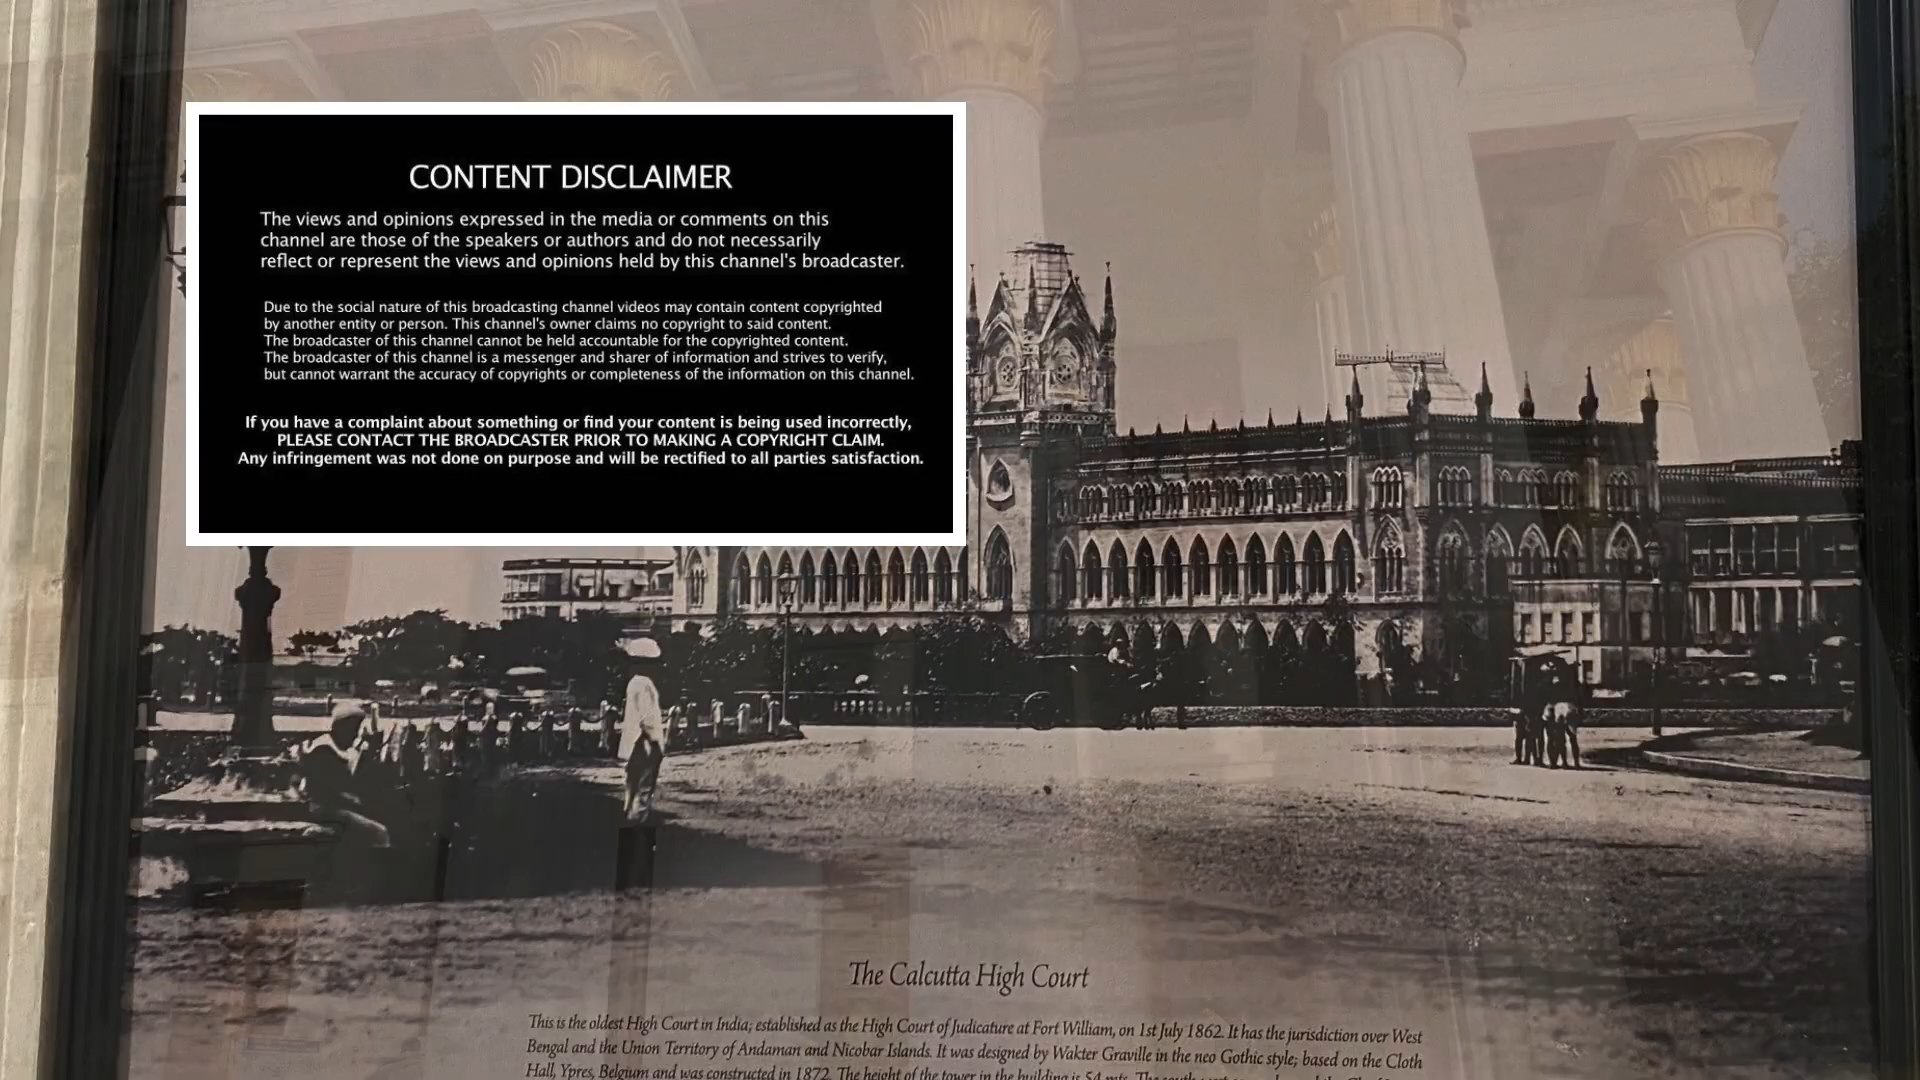 CONTENT DISCLAIMER
The views and opinions expressed in the media or comments on this
channel are those of the speakers or authors and do not necessarily
reflect or represent the views and opinions held by this channel's broadcaster.
Due to the social nature of this broadcasting channel videos may contain content copyrighted
by another entity or person. This channel's owner claims no copyright to said content.
The broadcaster of this channel cannot be held accountable for the copyrighted content.
The broadcaster of this channel is a messenger and sharer of information and strives to verify,
but cannot warrant the accuracy of copyrights or completeness of the information on this channel.
If you have a complaint about something or find your content is being used incorrectly,
PLEASE CONTACT THE BROADCASTER PRIOR TO MAKING A COPYRIGHT CLAIM.
Any infringement was not done on purpose and will be rectified to all parties satisfaction.
The Calcutta High Court
This is the oldest High Court in India; established as the High Court of Judicature at Fort William, on 1st July 1862. It has the jurisdiction over West
Bengal and the Union Territory of Andaman and Nicobar Islands. It was designed by Wakter Graville in the neo Gothic style; based on the Cloth
Hall, Ypres, Belgium and was constructed in 1872. The height of the tower in the building is 54 mts. The